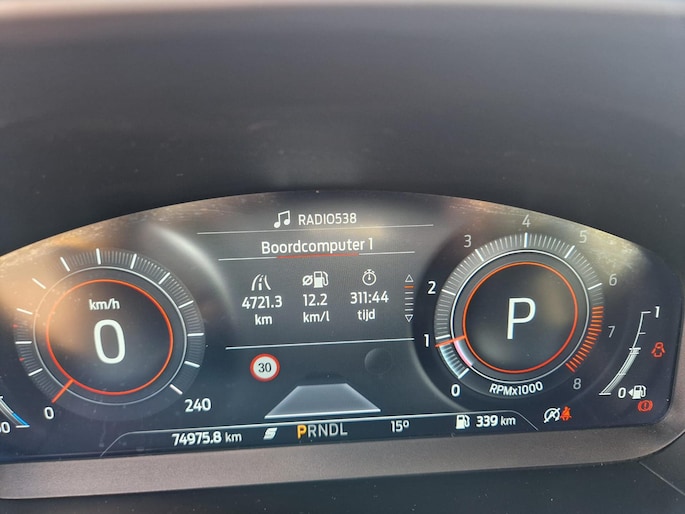 RADIO538
Boordcomputer 1
4721.3 12.2 311:44
km km/l tijd
km/h
0
0 240
30
P
0 1 2 3 4 5 6 7 8
RPMx1000
1
0
74975.8 km PRNDL 15° 339 km